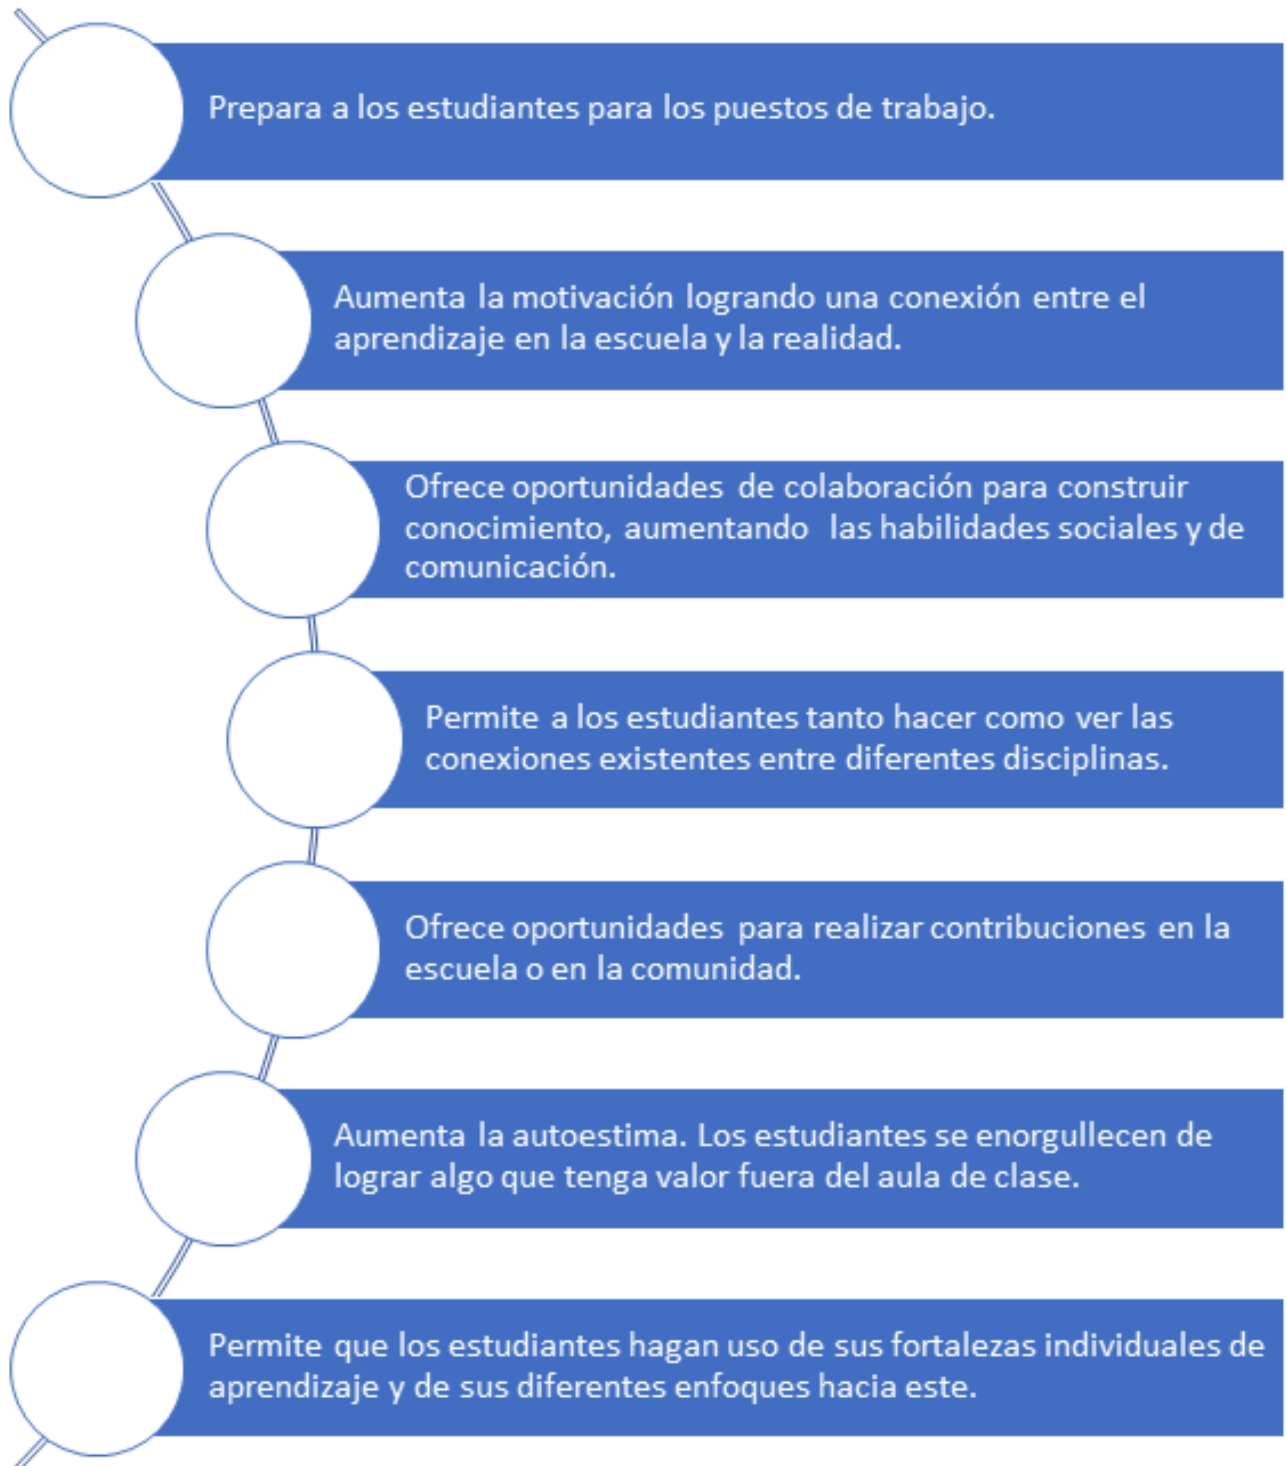 Prepara a los estudiantes para los puestos de trabajo.
Aumenta la motivación logrando una conexión entre el
aprendizaje en la escuela y la realidad.
Ofrece oportunidades de colaboración para construir
conocimiento, aumentando las habilidades sociales y de
comunicación.
Permite a los estudiantes tanto hacer como ver las
conexiones existentes entre diferentes disciplinas.
Ofrece oportunidades para realizar contribuciones en la
escuela o en la comunidad.
Aumenta la autoestima. Los estudiantes se enorgullecen de
lograr algo que tenga valor fuera del aula de clase.
Permite que los estudiantes hagan uso de sus fortalezas individuales de
aprendizaje y de sus diferentes enfoques hacia este.